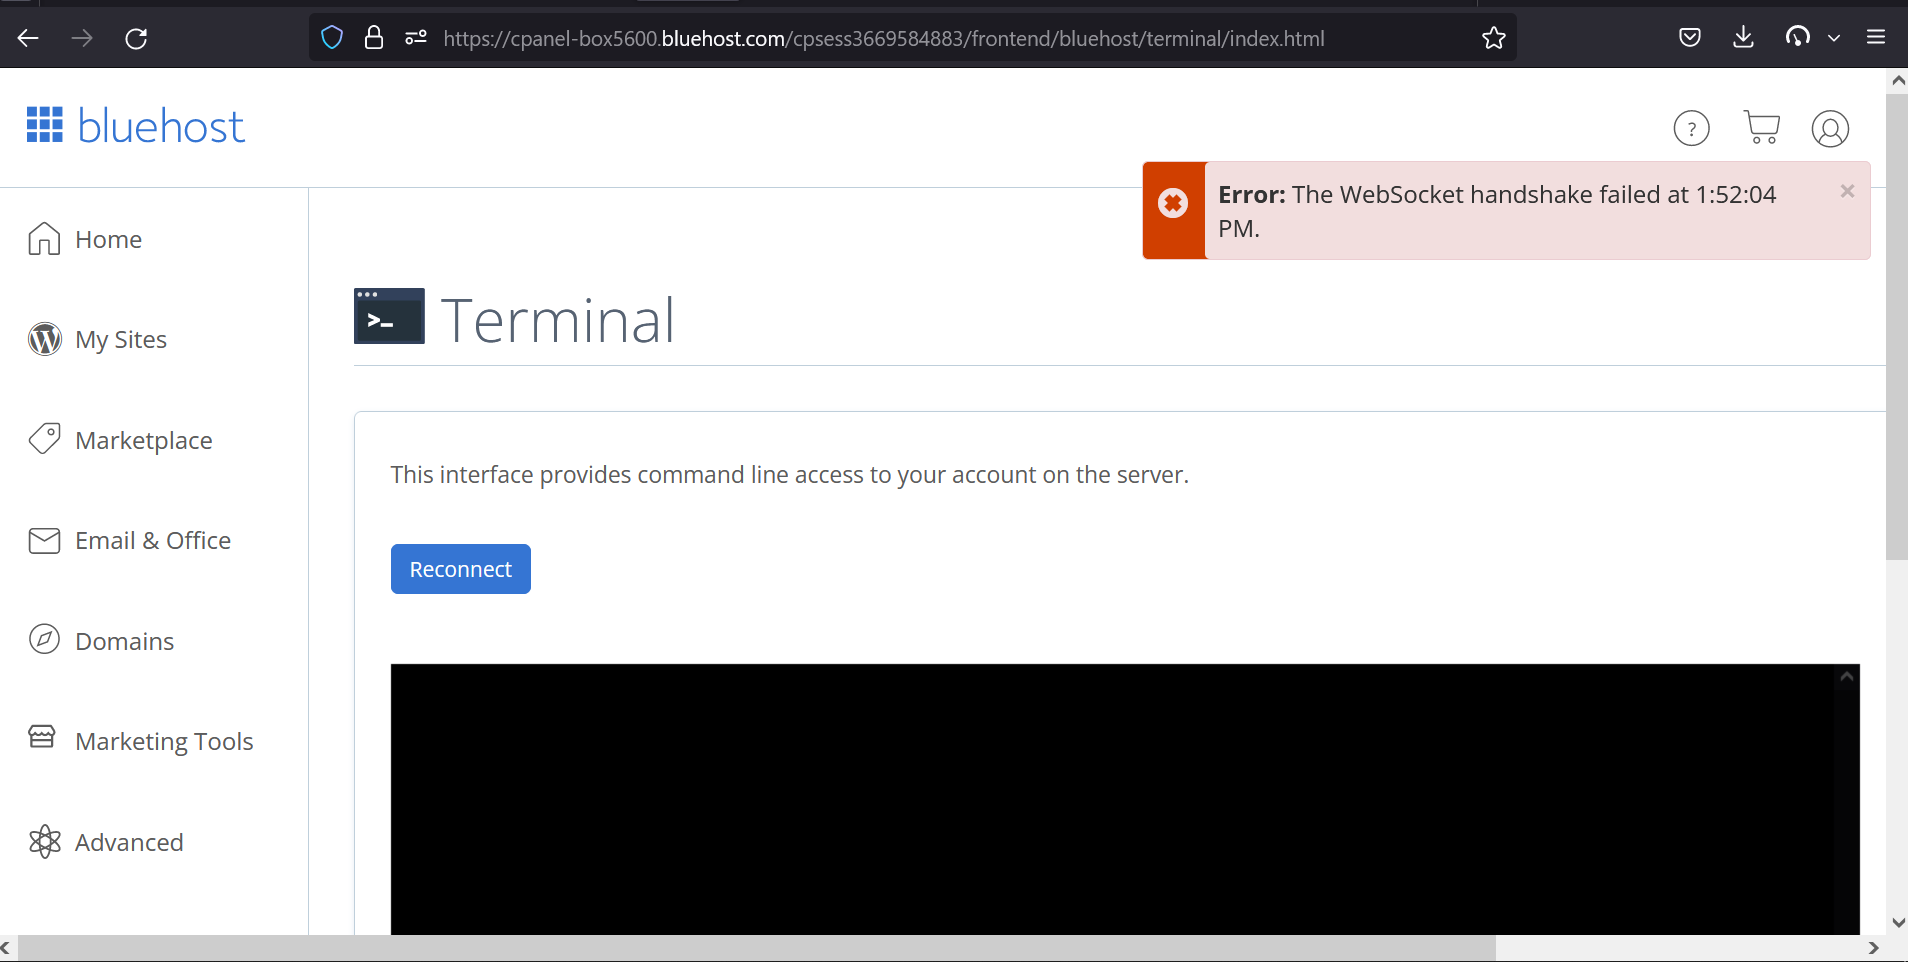 https://cpanel-box5600.bluehost.com/cpsess3669584883/frontend/bluehost/terminal/index.html
bluehost
?
Error: The WebSocket handshake failed at 1:52:04
PM.
×
Home
My Sites
Marketplace
Email & Office
Domains
Marketing Tools
Advanced
>_
Terminal
This interface provides command line access to your account on the server.
Reconnect